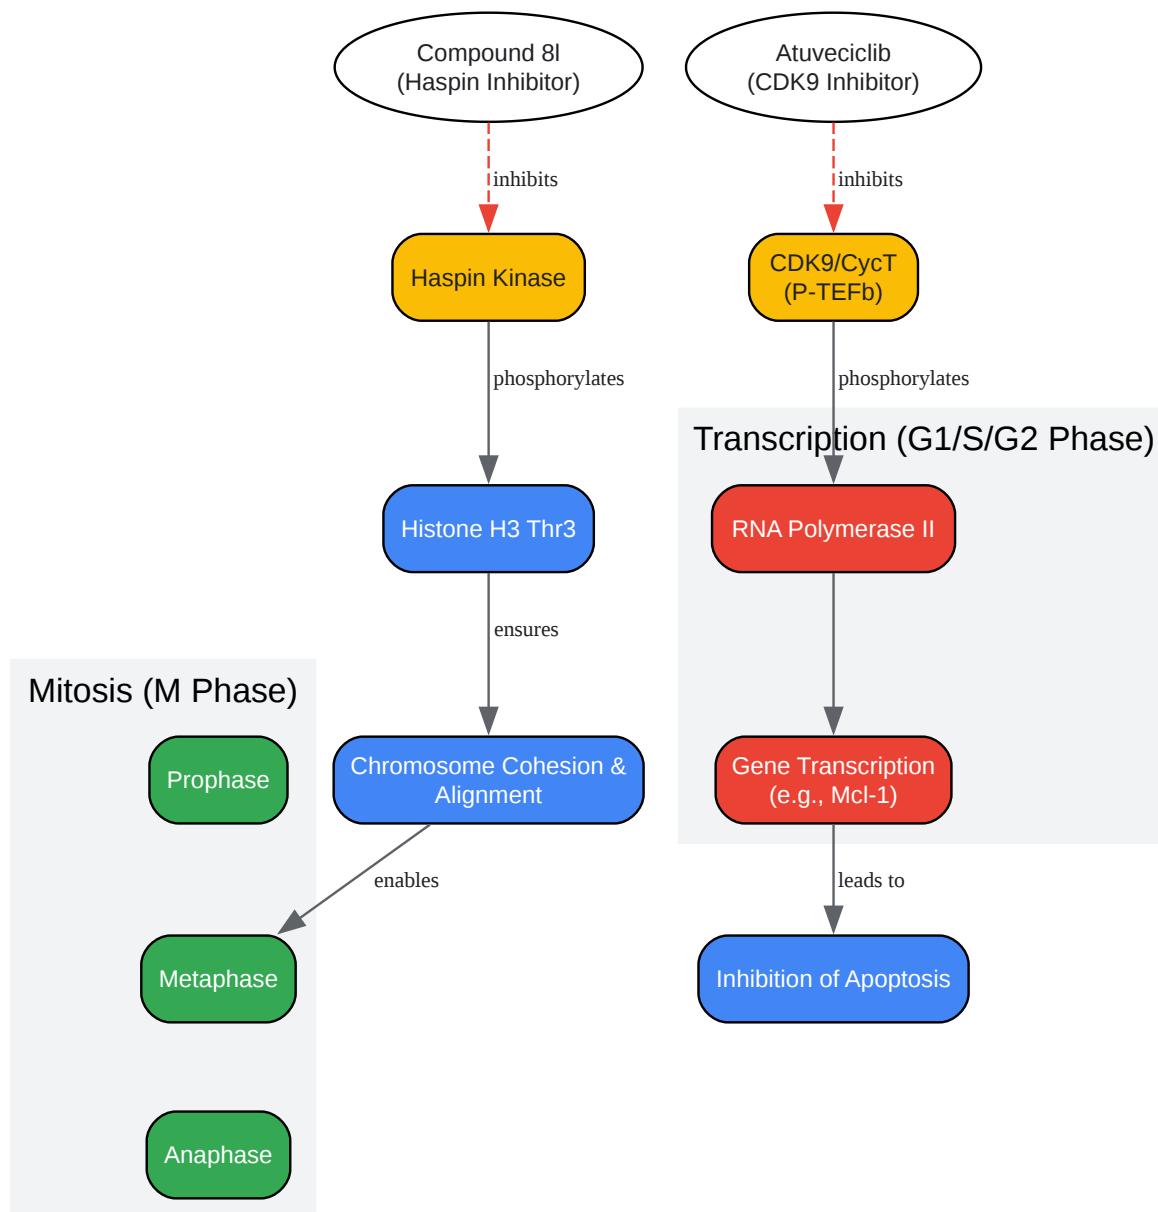 Compound 8l
(Haspin Inhibitor)
Atuveciclib
(CDK9 Inhibitor)
inhibits
inhibits
Haspin Kinase
CDK9/CycT
(P-TEFb)
phosphorylates
phosphorylates
Transcription (G1/S/G2 Phase)
Histone H3 Thr3
RNA Polymerase II
ensures
Mitosis (M Phase)
Prophase
Chromosome Cohesion &
Alignment
Gene Transcription
(e.g., Mcl-1)
enables
leads to
Metaphase
Inhibition of Apoptosis
Anaphase